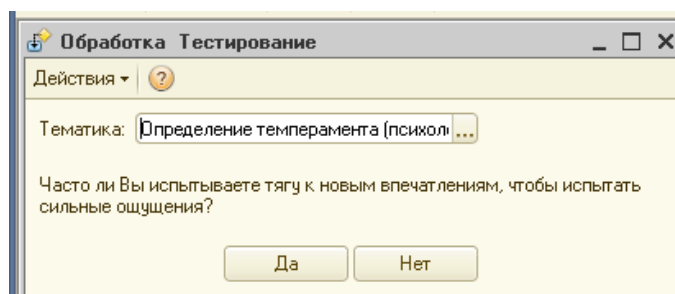 Обработка Тестирование
Действия
Тематика: Определение темперамента (психол
Часто ли Вы испытываете тягу к новым впечатлениям, чтобы испытать
сильные ощущения?
Да Нет